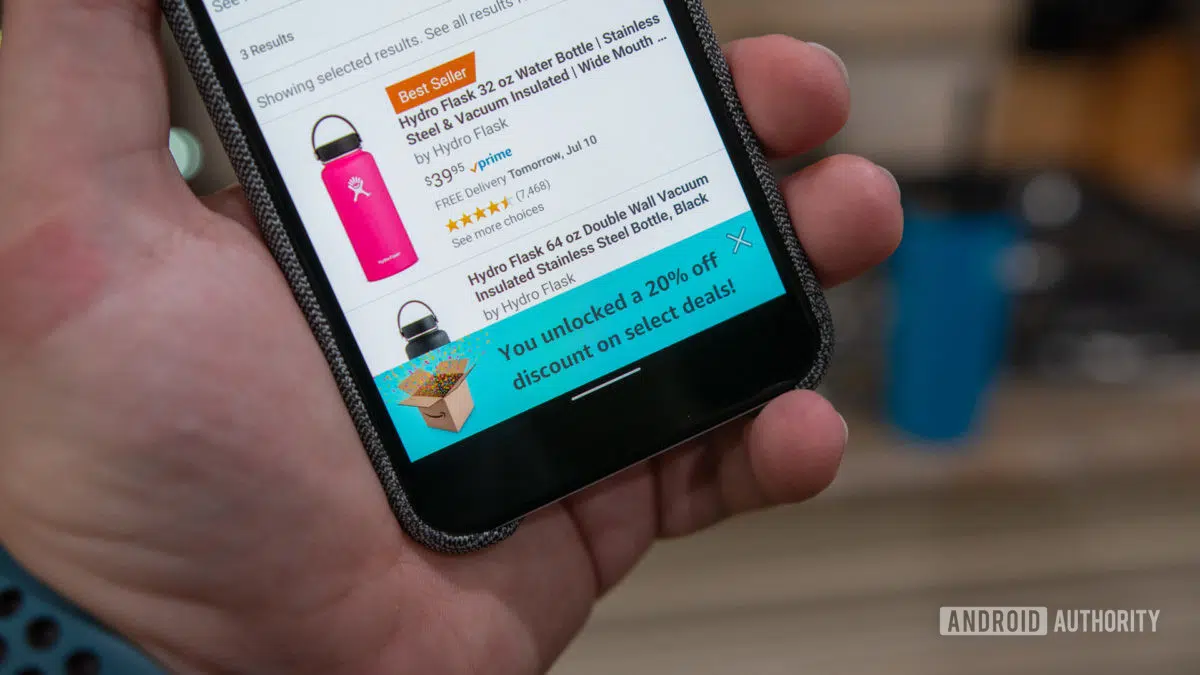 See
3 Results
Showing selected results. See all results
Best Seller
Hydro Flask 32 oz Water Bottle | Stainless
Steel & Vacuum Insulated | Wide Mouth ...
by Hydro Flask
$39.95 prime
FREE Delivery Tomorrow, Jul 10
(7,468)
See more choices
Hydro Flask
Hydro Flask 64 oz Double Wall Vacuum
Insulated Stainless Steel Bottle, Black
by Hydro Flask
You unlocked a 20% off
discount on select deals!
ANDROID AUTHORITY